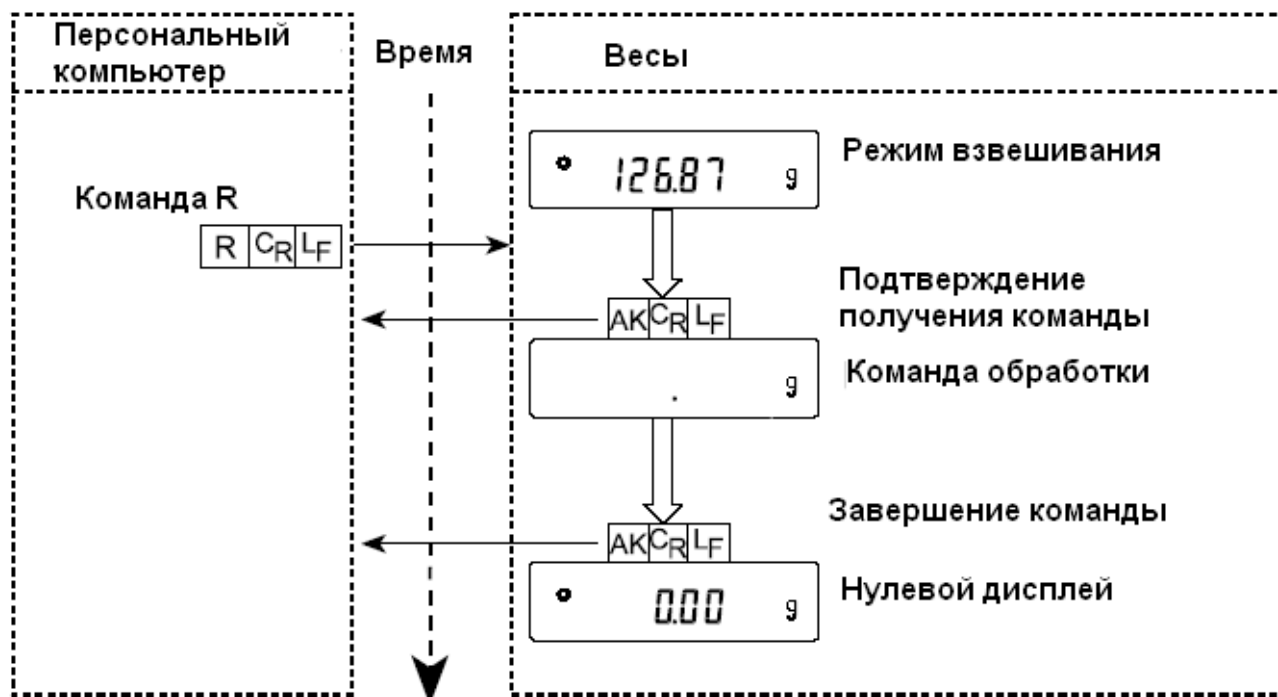 Персональный
компьютер
Время
Весы
126.87 g
Режим взвешивания
Команда R
R CR LF
Подтверждение
получения команды
AK CR LF
. g
Команда обработки
Завершение команды
AK CR LF
0.00 g
Нулевой дисплей